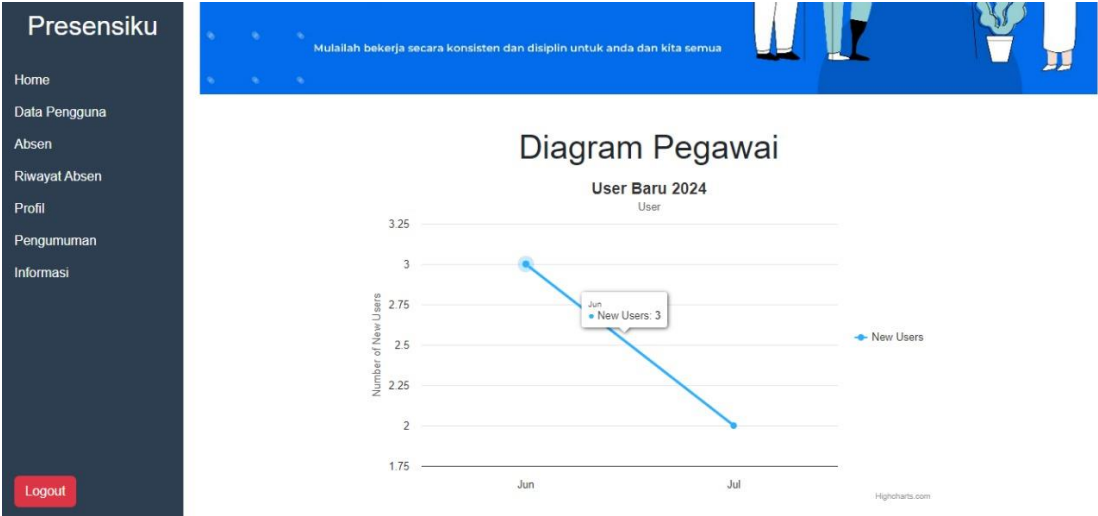 Presensiku
Home
Data Pengguna
Absen
Riwayat Absen
Profil
Pengumuman
Informasi
Logout
Mulailah bekerja secara konsisten dan disiplin untuk anda dan kita semua
Diagram Pegawai
User Baru 2024
User
Number of New Users
3.25
3
2.75
2.5
2.25
2
1.75
Jun
New Users: 3
Jun
Jul
New Users
Highcharts.com